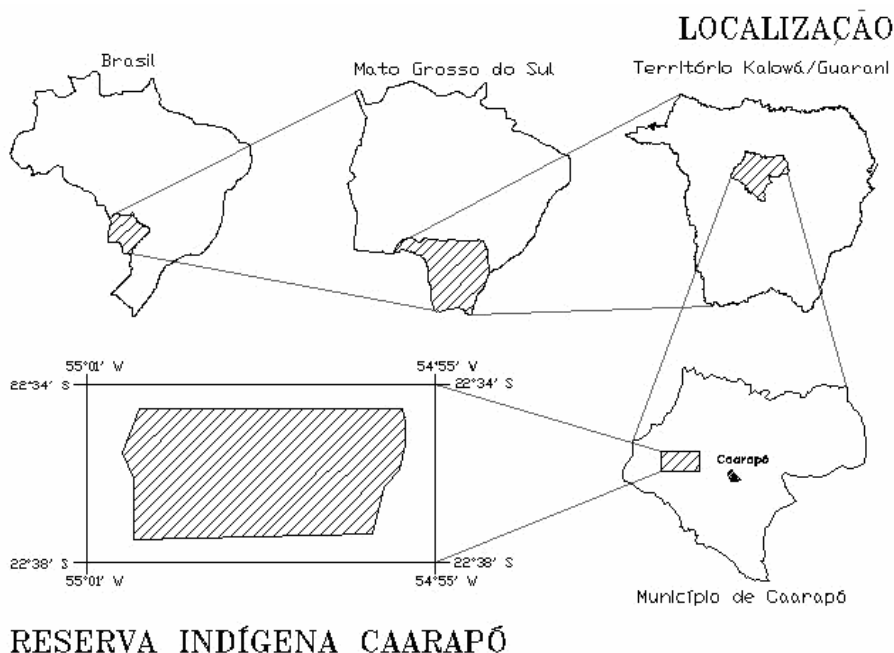 LOCALIZAÇÃO
Brasil
Mato Grosso do Sul
Território Kaiowá/Guarani
55°01' W
54°55' W
22°34' S
22°34' S
Caarapó
22°38' S
22°38' S
55°01' W
54°55' W
Município de Caarapó
RESERVA INDÍGENA CAARAPÓ